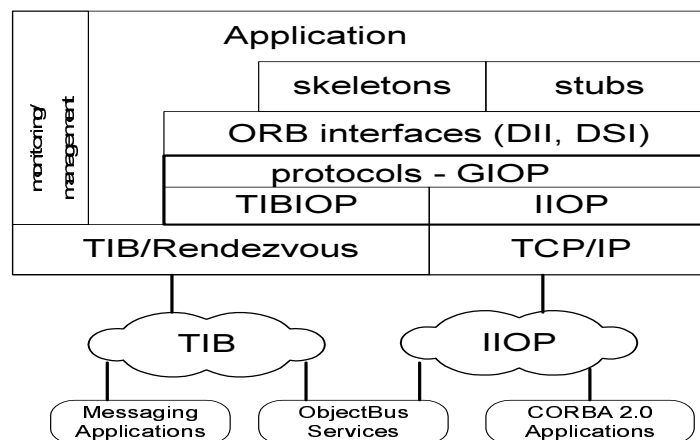 Application
monitoring/
management
skeletons
stubs
ORB interfaces (DII, DSI)
protocols - GIOP
TIBIOP
IIOP
TIB/Rendezvous
TCP/IP
TIB
IIOP
Messaging
Applications
ObjectBus
Services
CORBA 2.0
Applications